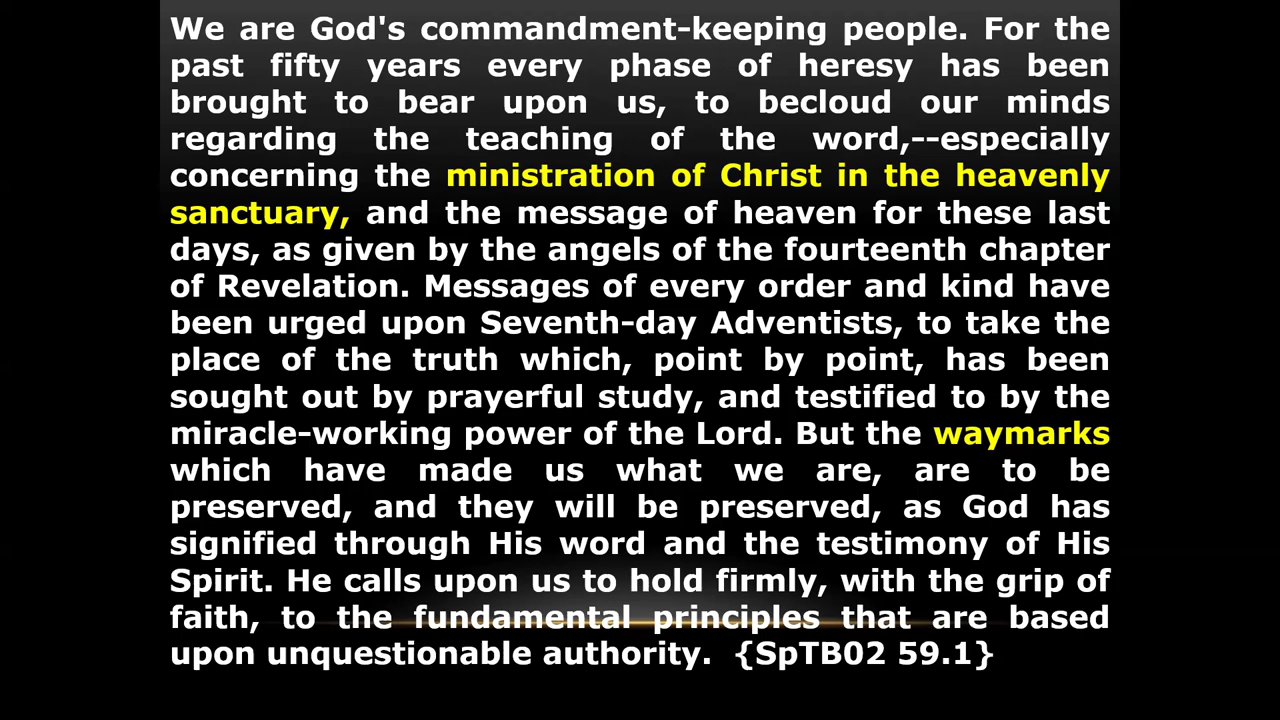 We are God's commandment-keeping people. For the
past fifty years every phase of heresy has been
brought to bear upon us, to becloud our minds
regarding the teaching of the word,--especially
concerning the ministration of Christ in the heavenly
sanctuary, and the message of heaven for these last
days, as given by the angels of the fourteenth chapter
of Revelation. Messages of every order and kind have
been urged upon Seventh-day Adventists, to take the
place of the truth which, point by point, has been
sought out by prayerful study, and testified to by the
miracle-working power of the Lord. But the waymarks
which have made us what we are, are to be
preserved, and they will be preserved, as God has
signified through His word and the testimony of His
Spirit. He calls upon us to hold firmly, with the grip of
faith, to the fundamental principles that are based
upon unquestionable authority. {SpTB02 59.1}